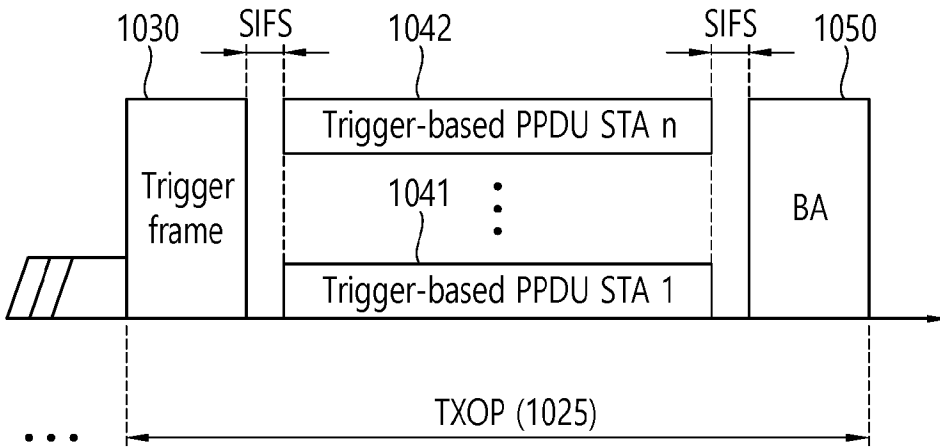 SIFS
SIFS
1030
1042
1050
Trigger-based PPDU STA n
Trigger
frame
1041
BA
Trigger-based PPDU STA 1
TXOP (1025)